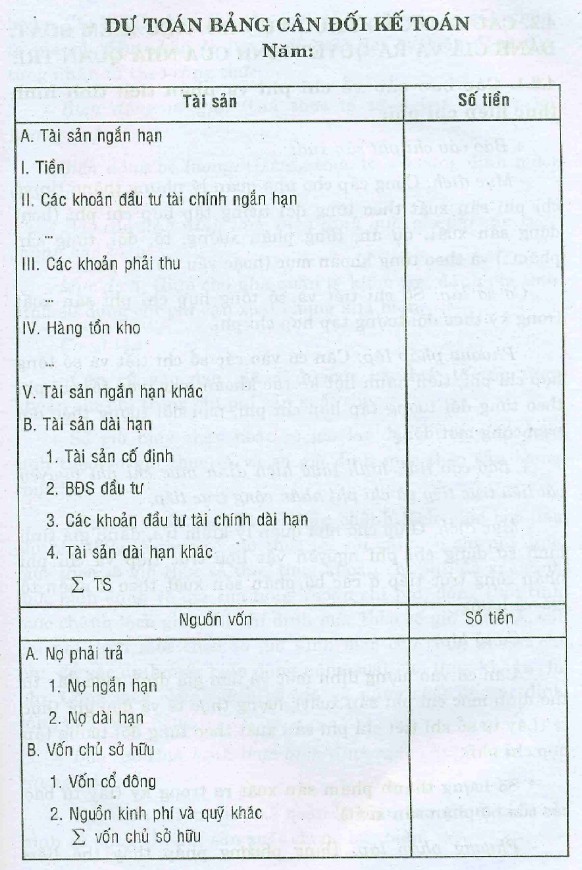 DỰ TOÁN BẢNG CÂN ĐỐI KẾ TOÁN
Năm:
Tài sản Số tiền
A. Tài sản ngắn hạn
I. Tiền
II. Các khoản đầu tư tài chính ngắn hạn
...
III. Các khoản phải thu
...
IV. Hàng tồn kho
...
V. Tài sản ngắn hạn khác
B. Tài sản dài hạn
1. Tài sản cố định
2. BĐS đầu tư
3. Các khoản đầu tư tài chính dài hạn
4. Tài sản dài hạn khác
∑ TS
Nguồn vốn Số tiền
A. Nợ phải trả
1. Nợ ngắn hạn
2. Nợ dài hạn
B. Vốn chủ sở hữu
1. Vốn cổ đông
2. Nguồn kinh phí và quỹ khác
∑ vốn chủ sở hữu